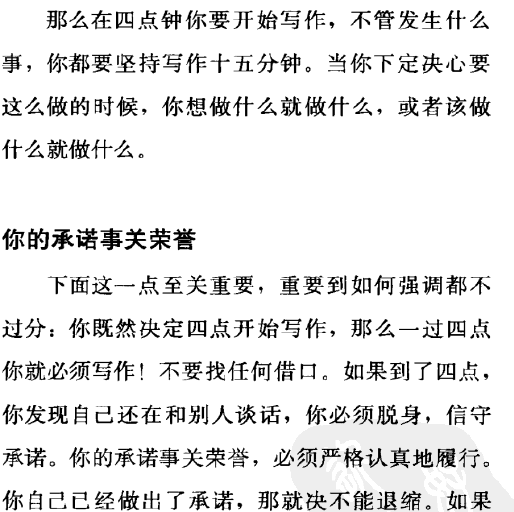 那么在四点钟你要开始写作，不管发生什么
事，你都要坚持写作十五分钟。当你下定决心要
这么做的时候，你想做什么就做什么，或者该做
什么就做什么。
你的承诺事关荣誉
下面这一点至关重要，重要到如何强调都不
过分：你既然决定四点开始写作，那么一过四点
你就必须写作！不要找任何借口。如果到了四点，
你发现自己还在和别人谈话，你必须脱身，信守
承诺。你的承诺事关荣誉，必须严格认真地履行。
你自己已经做出了承诺，那就决不能退缩。如果